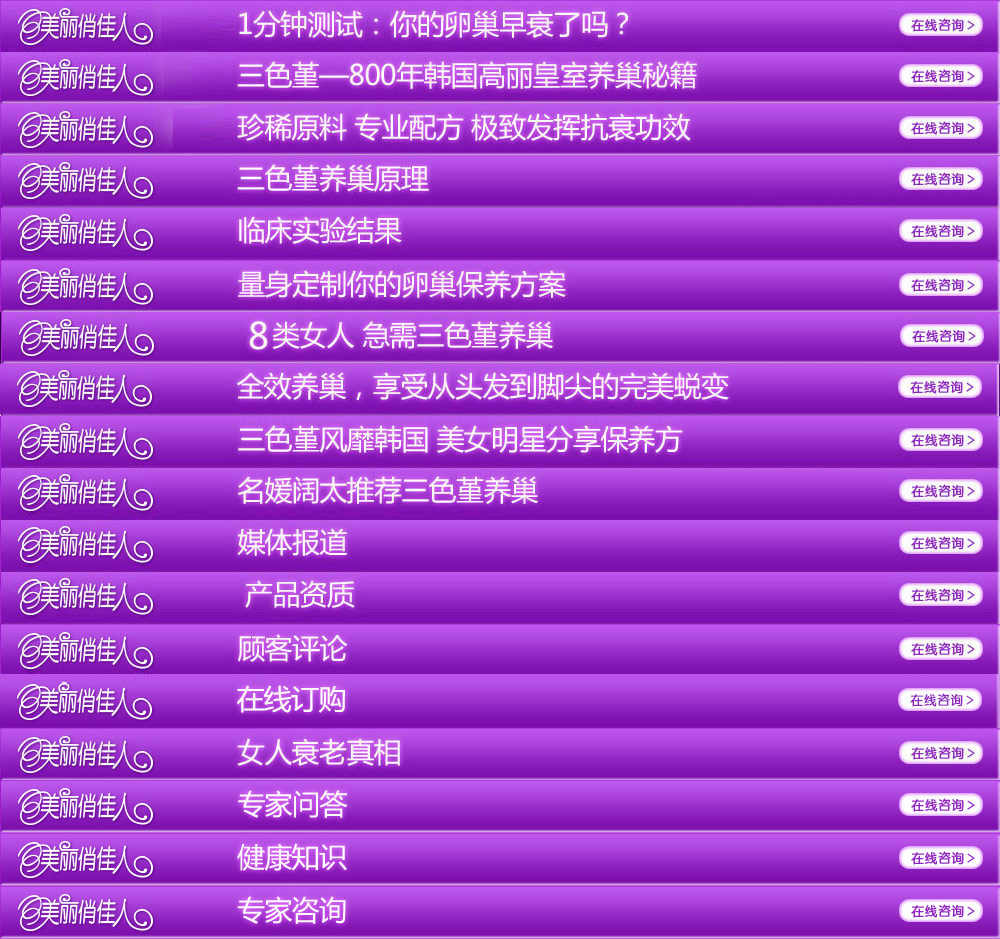 美丽俏佳人 1分钟测试：你的卵巢早衰了吗？ 在线咨询>
美丽俏佳人 三色堇—800年韩国高丽皇室养巢秘籍 在线咨询>
美丽俏佳人 珍稀原料 专业配方 极致发挥抗衰功效 在线咨询>
美丽俏佳人 三色堇养巢原理 在线咨询>
美丽俏佳人 临床实验结果 在线咨询>
美丽俏佳人 量身定制你的卵巢保养方案 在线咨询>
美丽俏佳人 8类女人 急需三色堇养巢 在线咨询>
美丽俏佳人 全效养巢，享受从头发到脚尖的完美蜕变 在线咨询>
美丽俏佳人 三色堇风靡韩国 美女明星分享保养方 在线咨询>
美丽俏佳人 名媛阔太推荐三色堇养巢 在线咨询>
美丽俏佳人 媒体报道 在线咨询>
美丽俏佳人 产品资质 在线咨询>
美丽俏佳人 顾客评论 在线咨询>
美丽俏佳人 在线订购 在线咨询>
美丽俏佳人 女人衰老真相 在线咨询>
美丽俏佳人 专家问答 在线咨询>
美丽俏佳人 健康知识 在线咨询>
美丽俏佳人 专家咨询 在线咨询>